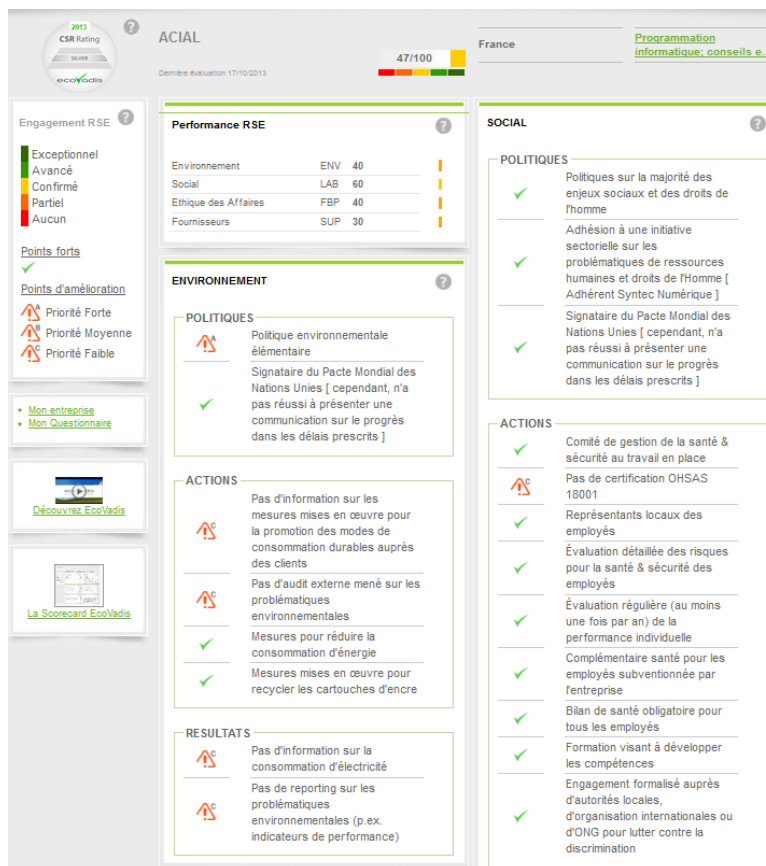 2013
CSR Rating
SILVER
ecoVadis
?
ACIAL
Dernière évaluation 17/10/2013
47/100
France
Programmation
informatique; conseils e..
Engagement RSE ?
Exceptionnel
Avancé
Confirmé
Partiel
Aucun
Points forts
Points d'amélioration
A Priorité Forte
B Priorité Moyenne
C Priorité Faible
Mon entreprise
Mon Questionnaire
Découvrez EcoVadis
La Scorecard EcoVadis
Performance RSE ?
Environnement ENV 40
Social LAB 60
Ethique des Affaires FBP 40
Fournisseurs SUP 30
ENVIRONNEMENT ?
POLITIQUES
A
Politique environnementale
élémentaire
Signataire du Pacte Mondial des
Nations Unies [ cependant, n'a
pas réussi à présenter une
communication sur le progrès
dans les délais prescrits ]
ACTIONS
C
Pas d'information sur les
mesures mises en œuvre pour
la promotion des modes de
consommation durables auprès
des clients
C
Pas d'audit externe mené sur les
problématiques
environnementales
Mesures pour réduire la
consommation d'énergie
Mesures mises en œuvre pour
recycler les cartouches d'encre
RESULTATS
C
Pas d'information sur la
consommation d'électricité
C
Pas de reporting sur les
problématiques
environnementales (p.ex.
indicateurs de performance)
SOCIAL ?
POLITIQUES
Politiques sur la majorité des
enjeux sociaux et des droits de
l'homme
Adhésion à une initiative
sectorielle sur les
problématiques de ressources
humaines et droits de l'Homme [
Adhérent Syntec Numérique ]
Signataire du Pacte Mondial des
Nations Unies [ cependant, n'a
pas réussi à présenter une
communication sur le progrès
dans les délais prescrits ]
ACTIONS
Comité de gestion de la santé &
sécurité au travail en place
C
Pas de certification OHSAS
18001
Représentants locaux des
employés
Évaluation détaillée des risques
pour la santé & sécurité des
employés
Évaluation régulière (au moins
une fois par an) de la
performance individuelle
Complémentaire santé pour les
employés subventionnée par
l'entreprise
Bilan de santé obligatoire pour
tous les employés
Formation visant à développer
les compétences
Engagement formalisé auprès
d'autorités locales,
d'organisation internationales ou
d'ONG pour lutter contre la
discrimination